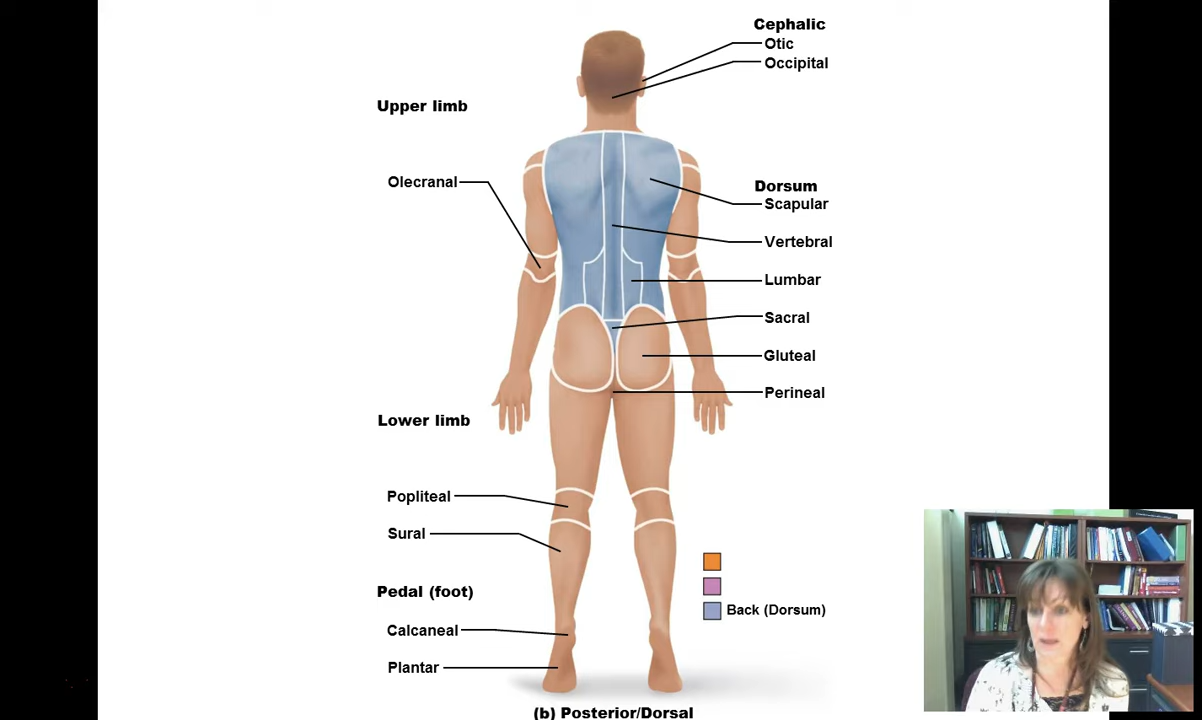 Cephalic
Otic
Occipital
Upper limb
Olecranal
Dorsum
Scapular
Vertebral
Lumbar
Sacral
Gluteal
Perineal
Lower limb
Popliteal
Sural
Pedal (foot)
Calcaneal
Plantar
Back (Dorsum)
(b) Posterior/Dorsal